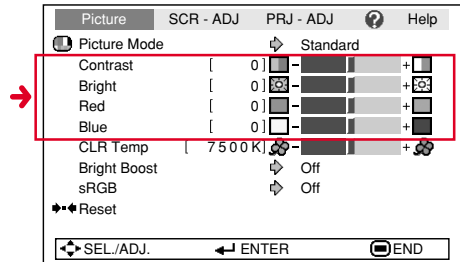 Picture SCR - ADJ PRJ - ADJ ? Help
Picture Mode Standard
Contrast [ 0 ] - +
Bright [ 0 ] - +
Red [ 0 ] - +
Blue [ 0 ] - +
CLR Temp [ 7500K] - +
Bright Boost Off
sRGB Off
Reset
SEL./ADJ. ENTER END